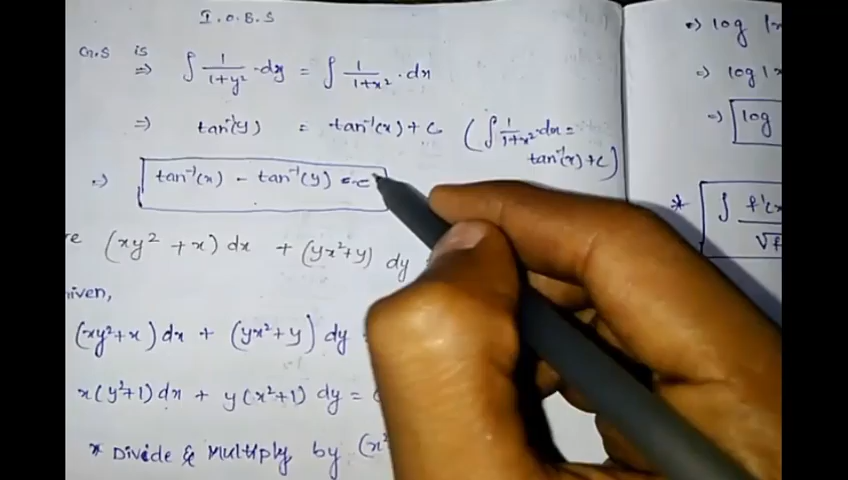 I.O.B.S
G.S is
⇒ ∫ 1/1+y² ·dy = ∫ 1/1+x² ·dx
⇒ tan⁻¹(y) = tan⁻¹(x)+C (∫ 1/1+x² ·dx =
tan⁻¹(x)+C)
⇒ tan⁻¹(x) - tan⁻¹(y) = C
(xy²+x)dx + (yx²+y) dy
(xy²+x)dx + (yx²+y) dy
x(y²+1)dx + y(x²+1) dy =
* Divide & Multiply by (x²
⇒ log
⇒ log
⇒ log
* ∫ f'(x
√f